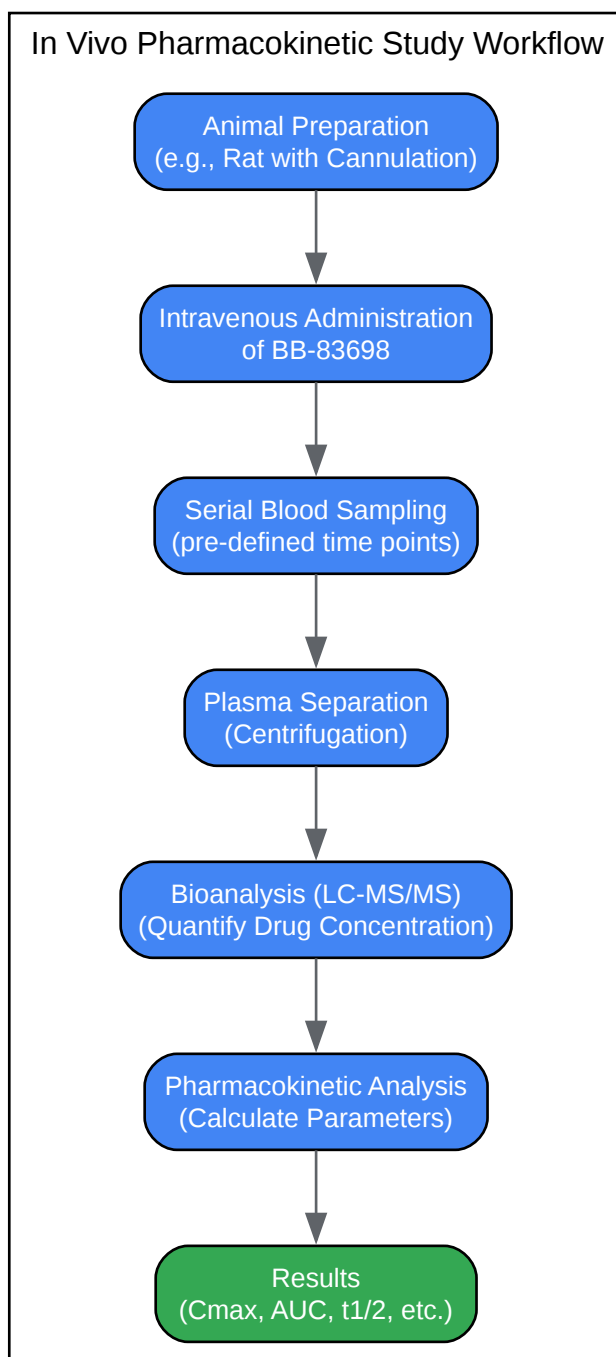 In Vivo Pharmacokinetic Study Workflow
Animal Preparation
(e.g., Rat with Cannulation)
Intravenous Administration
of BB-83698
Serial Blood Sampling
(pre-defined time points)
Plasma Separation
(Centrifugation)
Bioanalysis (LC-MS/MS)
(Quantify Drug Concentration)
Pharmacokinetic Analysis
(Calculate Parameters)
Results
(Cmax, AUC, t1/2, etc.)